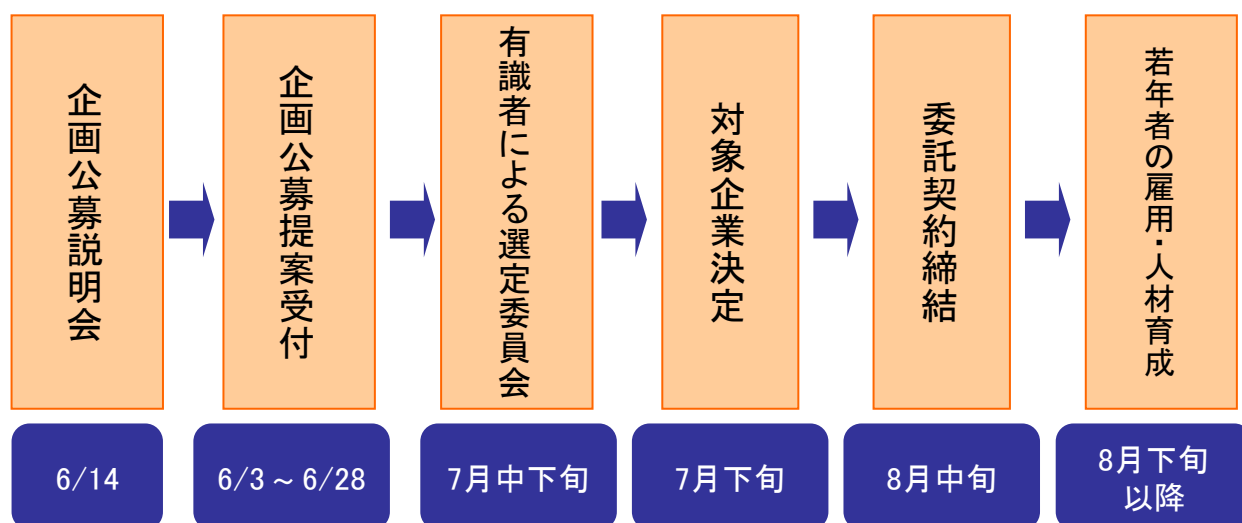 企画公募説明会
企画公募提案受付
有識者による選定委員会
対象企業決定
委託契約締結
若年者の雇用・人材育成
6/14
6/3～6/28
7月中下旬
7月下旬
8月中旬
8月下旬
以降